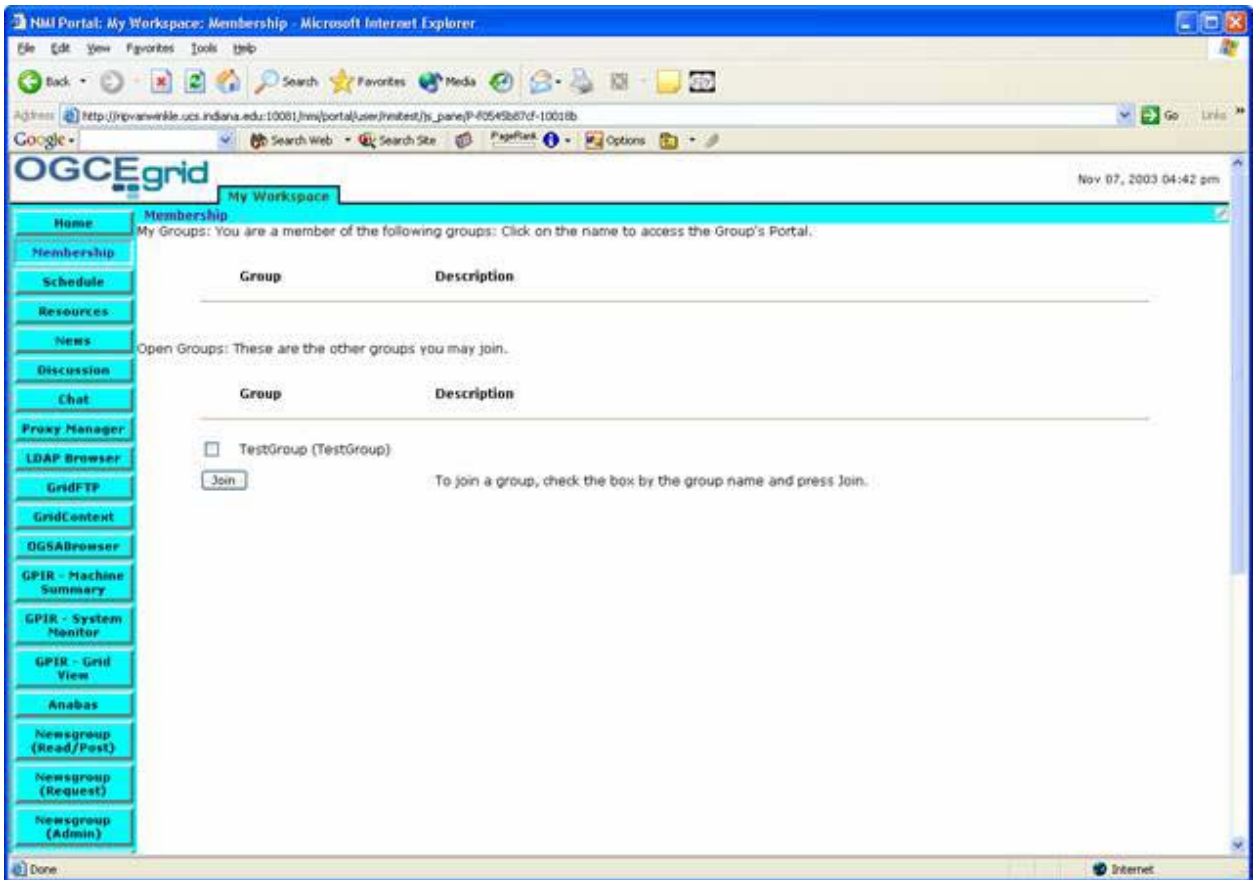 NMI Portal: My Workspace: Membership - Microsoft Internet Explorer
File Edit View Favorites Tools Help
Back Search Favorites Media
Address http://ripvanwinkle.ucs.indiana.edu:10081/nmi/portal/user/nmitest/js_pane/P-f0545b87cf-10018b Go Links »
Google Search Web Search Site PageRank Options
OGCEgrid
My Workspace
Nov 07, 2003 04:42 pm
Home
Membership
Schedule
Resources
News
Discussion
Chat
Proxy Manager
LDAP Browser
GridFTP
GridContext
OGSABrowser
GPIR - Machine
Summary
GPIR - System
Monitor
GPIR - Grid
View
Anabas
Newsgroup
(Read/Post)
Newsgroup
(Request)
Newsgroup
(Admin)
Membership
My Groups: You are a member of the following groups: Click on the name to access the Group's Portal.
Group Description
Open Groups: These are the other groups you may join.
Group Description
TestGroup (TestGroup)
Join To join a group, check the box by the group name and press Join.
Done Internet